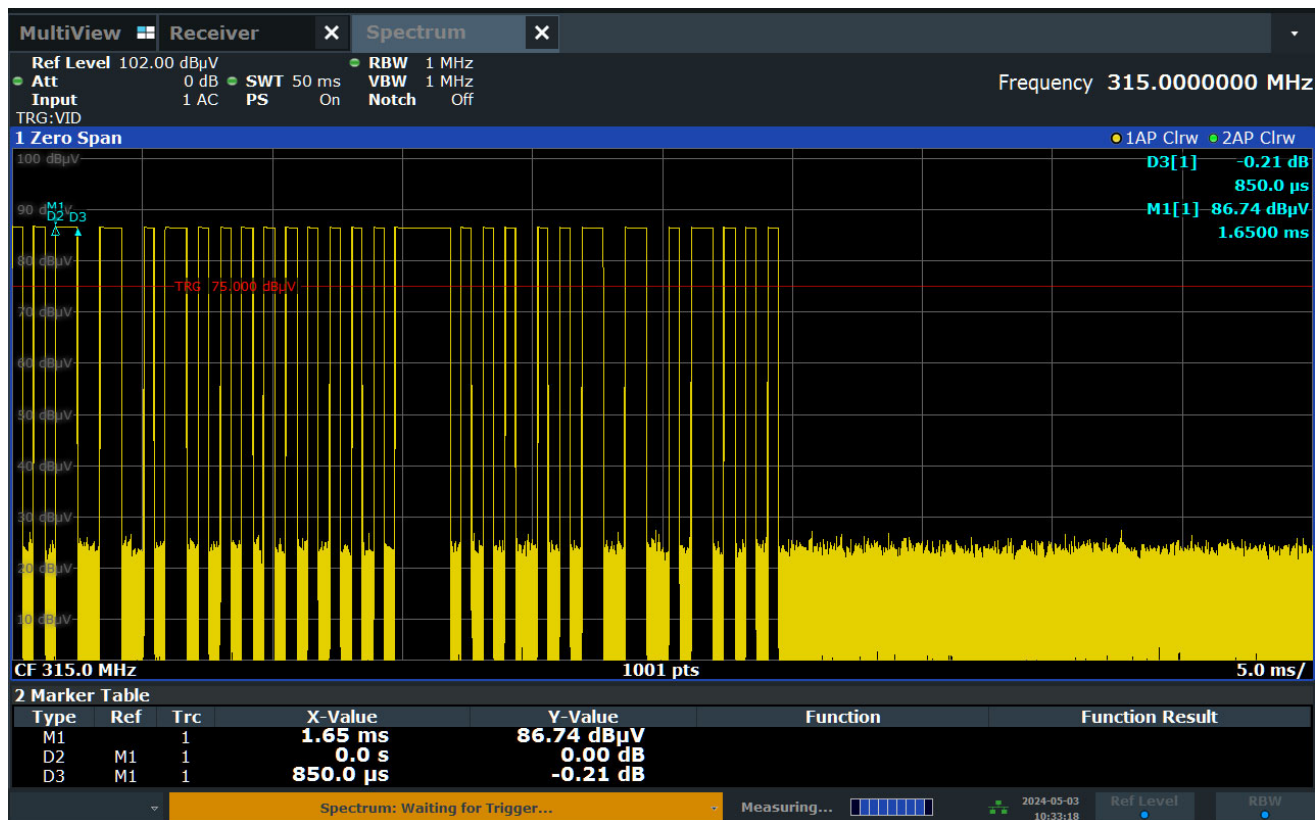 MultiView Receiver X Spectrum X
Ref Level 102.00 dBµV RBW 1 MHz
Att 0 dB SWT 50 ms VBW 1 MHz Frequency 315.0000000 MHz
Input 1 AC PS On Notch Off
TRG:VID
1 Zero Span 1AP Clrw 2AP Clrw
100 dBµV D3[1] -0.21 dB
850.0 µs
90 dBµV M1 D2 D3 M1[1] 86.74 dBµV
1.6500 ms
80 dBµV
TRG 75.000 dBµV
70 dBµV
60 dBµV
50 dBµV
40 dBµV
30 dBµV
20 dBµV
10 dBµV
CF 315.0 MHz 1001 pts 5.0 ms/
2 Marker Table
Type Ref Trc X-Value Y-Value Function Function Result
M1 1 1.65 ms 86.74 dBµV
D2 M1 1 0.0 s 0.00 dB
D3 M1 1 850.0 µs -0.21 dB
Spectrum: Waiting for Trigger... Measuring... 2024-05-03 Ref Level RBW
10:33:18